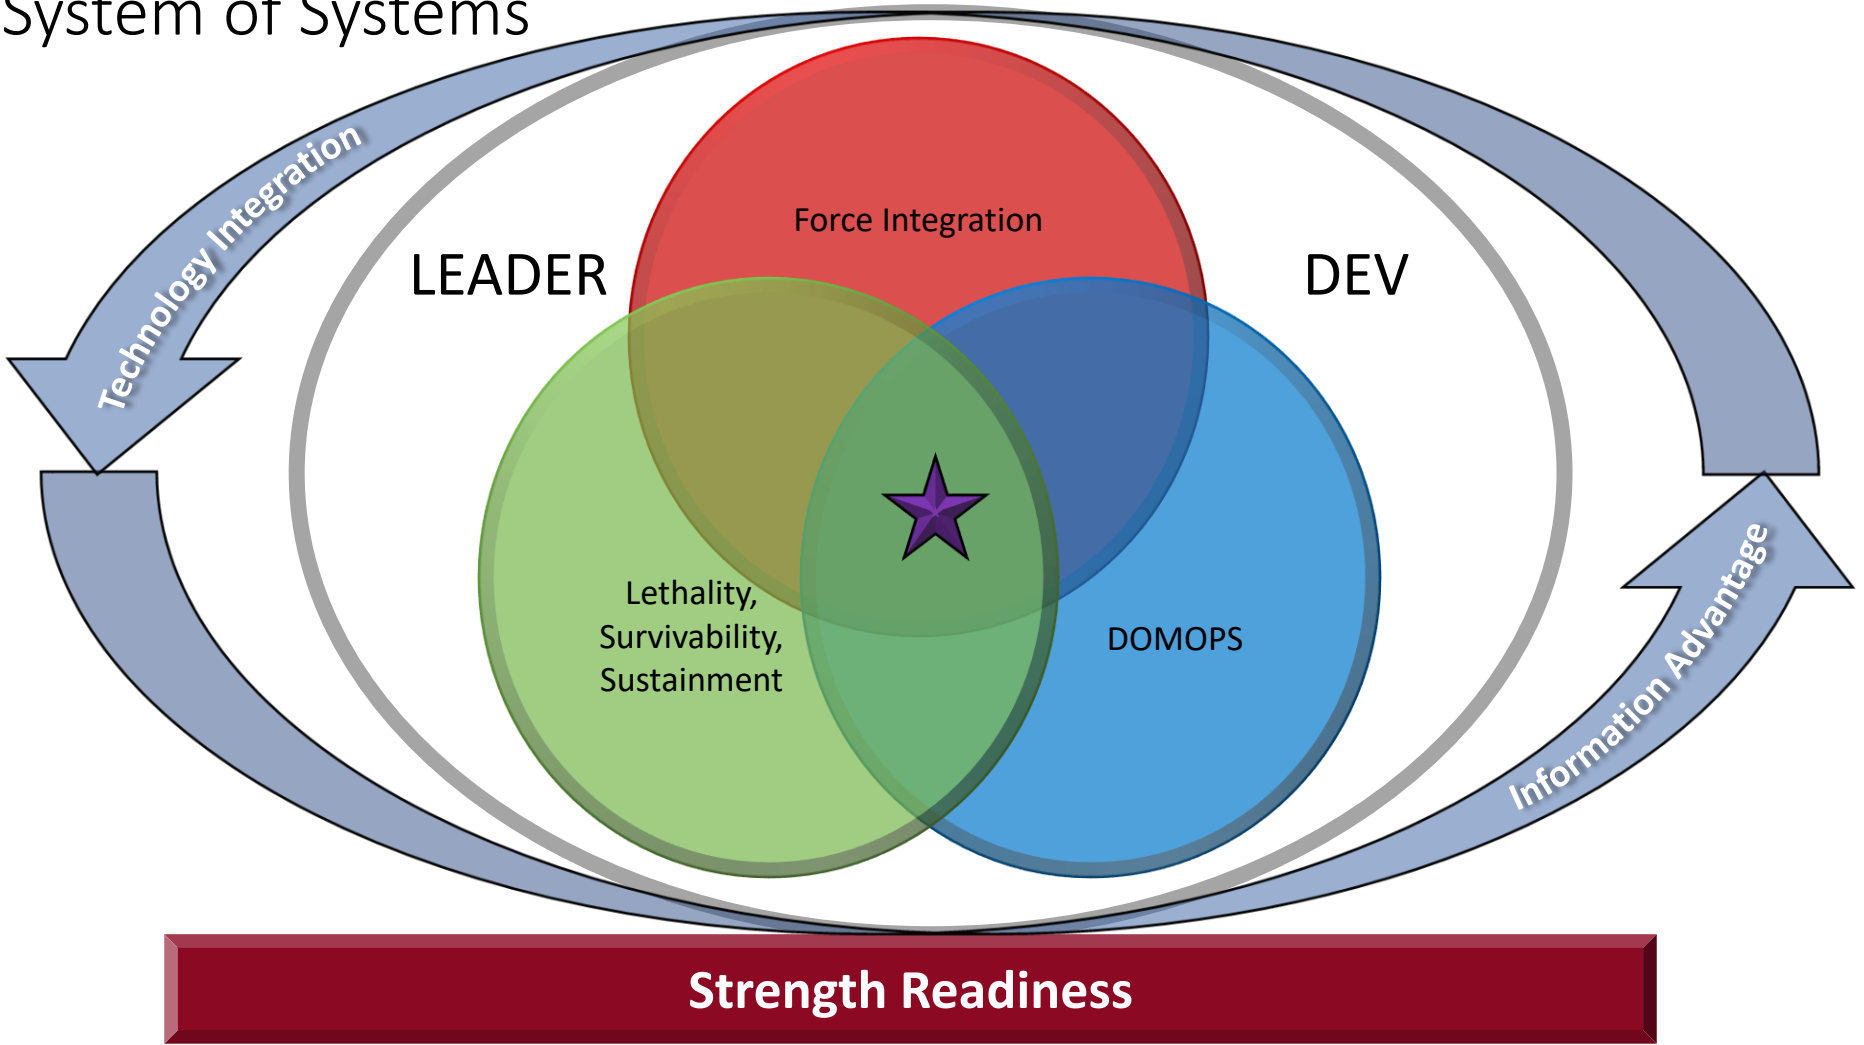 System of Systems
Technology Integration
Force Integration
LEADER
DEV
Lethality,
Survivability,
Sustainment
DOMOPS
Information Advantage
Strength Readiness